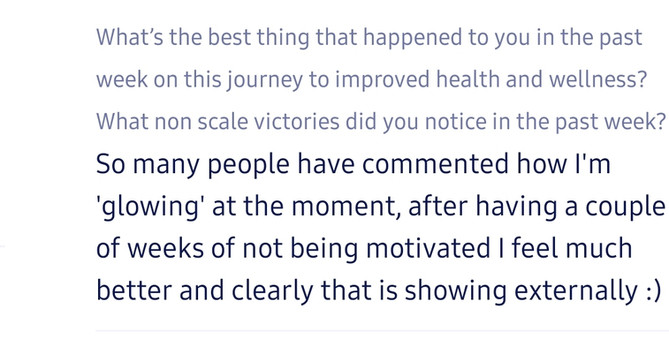 What’s the best thing that happened to you in the past
week on this journey to improved health and wellness?
What non scale victories did you notice in the past week?
So many people have commented how I'm
'glowing' at the moment, after having a couple
of weeks of not being motivated I feel much
better and clearly that is showing externally :)